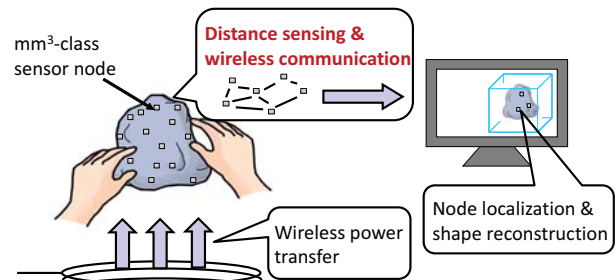 mm³-class
sensor node
Distance sensing &
wireless communication
Wireless power
transfer
Node localization &
shape reconstruction